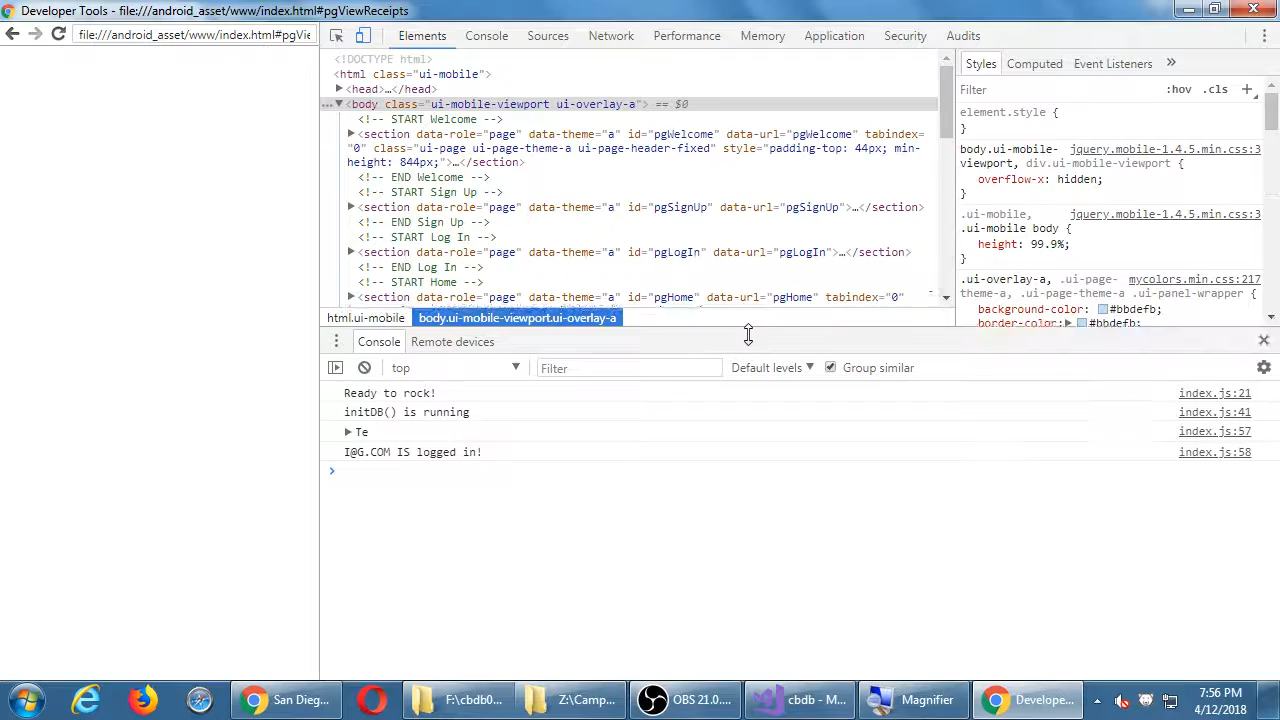 Developer Tools - file:///android_asset/www/index.html#pgViewReceipts
file:///android_asset/www/index.html#pgVie
Elements Console Sources Network Performance Memory Application Security Audits
<!DOCTYPE html>
<html class="ui-mobile">
<head>…</head>
… <body class="ui-mobile-viewport ui-overlay-a"> == $0
<!-- START Welcome -->
<section data-role="page" data-theme="a" id="pgWelcome" data-url="pgWelcome" tabindex=
"0" class="ui-page ui-page-theme-a ui-page-header-fixed" style="padding-top: 44px; min-
height: 844px;">…</section>
<!-- END Welcome -->
<!-- START Sign Up -->
<section data-role="page" data-theme="a" id="pgSignUp" data-url="pgSignUp">…</section>
<!-- END Sign Up -->
<!-- START Log In -->
<section data-role="page" data-theme="a" id="pgLogIn" data-url="pgLogIn">…</section>
<!-- END Log In -->
<!-- START Home -->
<section data-role="page" data-theme="a" id="pgHome" data-url="pgHome" tabindex="0"
html.ui-mobile body.ui-mobile-viewport.ui-overlay-a
Styles Computed Event Listeners »
Filter :hov .cls +
element.style {
}
body.ui-mobile- jquery.mobile-1.4.5.min.css:3
viewport, div.ui-mobile-viewport {
overflow-x: hidden;
}
.ui-mobile, jquery.mobile-1.4.5.min.css:3
.ui-mobile body {
height: 99.9%;
}
.ui-overlay-a, .ui-page- mycolors.min.css:217
theme-a, .ui-page-theme-a .ui-panel-wrapper {
background-color: #bbdefb;
border-color: #bbdefb;
Console Remote devices
top Filter Default levels Group similar
Ready to rock! index.js:21
initDB() is running index.js:41
Te index.js:57
I@G.COM IS logged in! index.js:58
San Dieg... F:\cbdb0... Z:\Camp... OBS 21.0.... cbdb - M... Magnifier Develope...
7:56 PM
4/12/2018